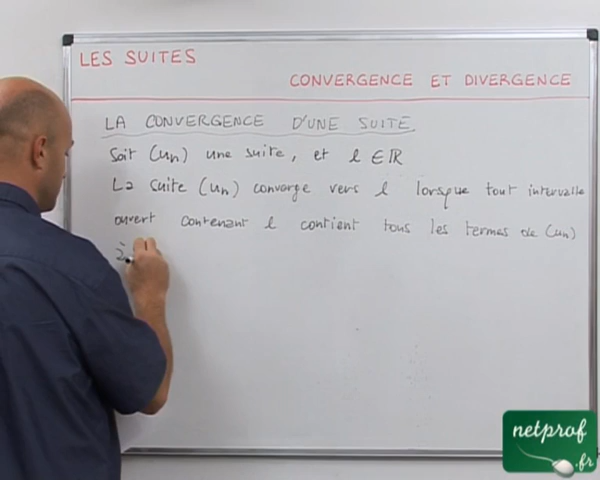 LES SUITES
CONVERGENCE ET DIVERGENCE
LA CONVERGENCE D'UNE SUITE.
Soit (un) une suite, et l ∈ ℝ
La suite (un) converge vers l lorsque tout intervalle
ouvert contenant l contient tous les termes de (un)
à
netprof
.fr